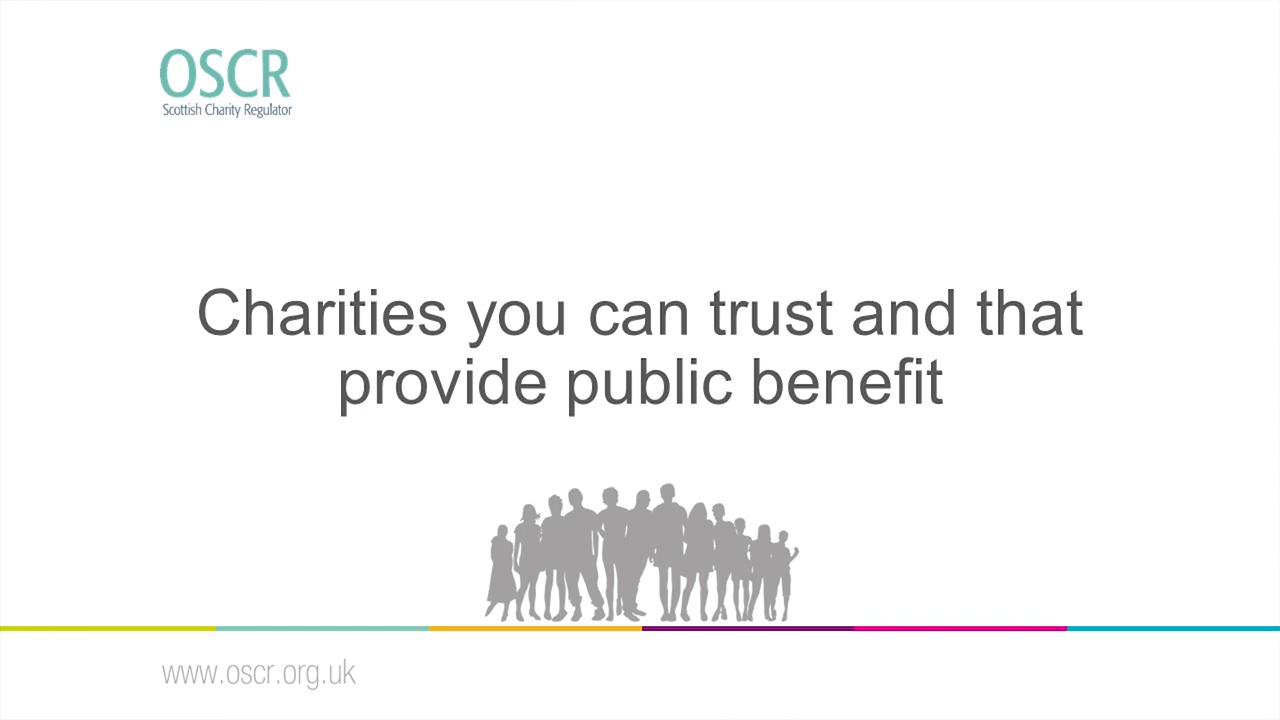 OSCR
Scottish Charity Regulator
Charities you can trust and that
provide public benefit
www.oscr.org.uk